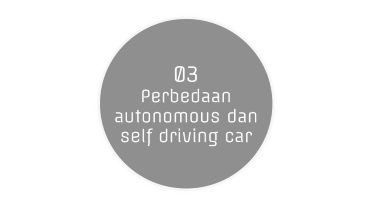 03
Perbedaan
autonomous dan
self driving car